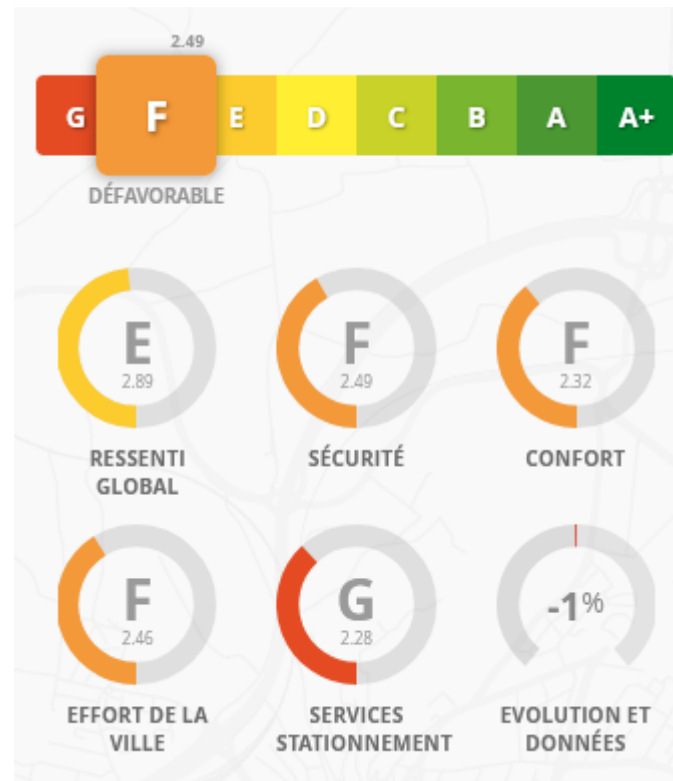 2.49
G F E D C B A A+
DÉFAVORABLE
E F F
2.89 2.49 2.32
RESSENTI SÉCURITÉ CONFORT
GLOBAL
F G -1%
2.46 2.28
EFFORT DE LA SERVICES EVOLUTION ET
VILLE STATIONNEMENT DONNÉES